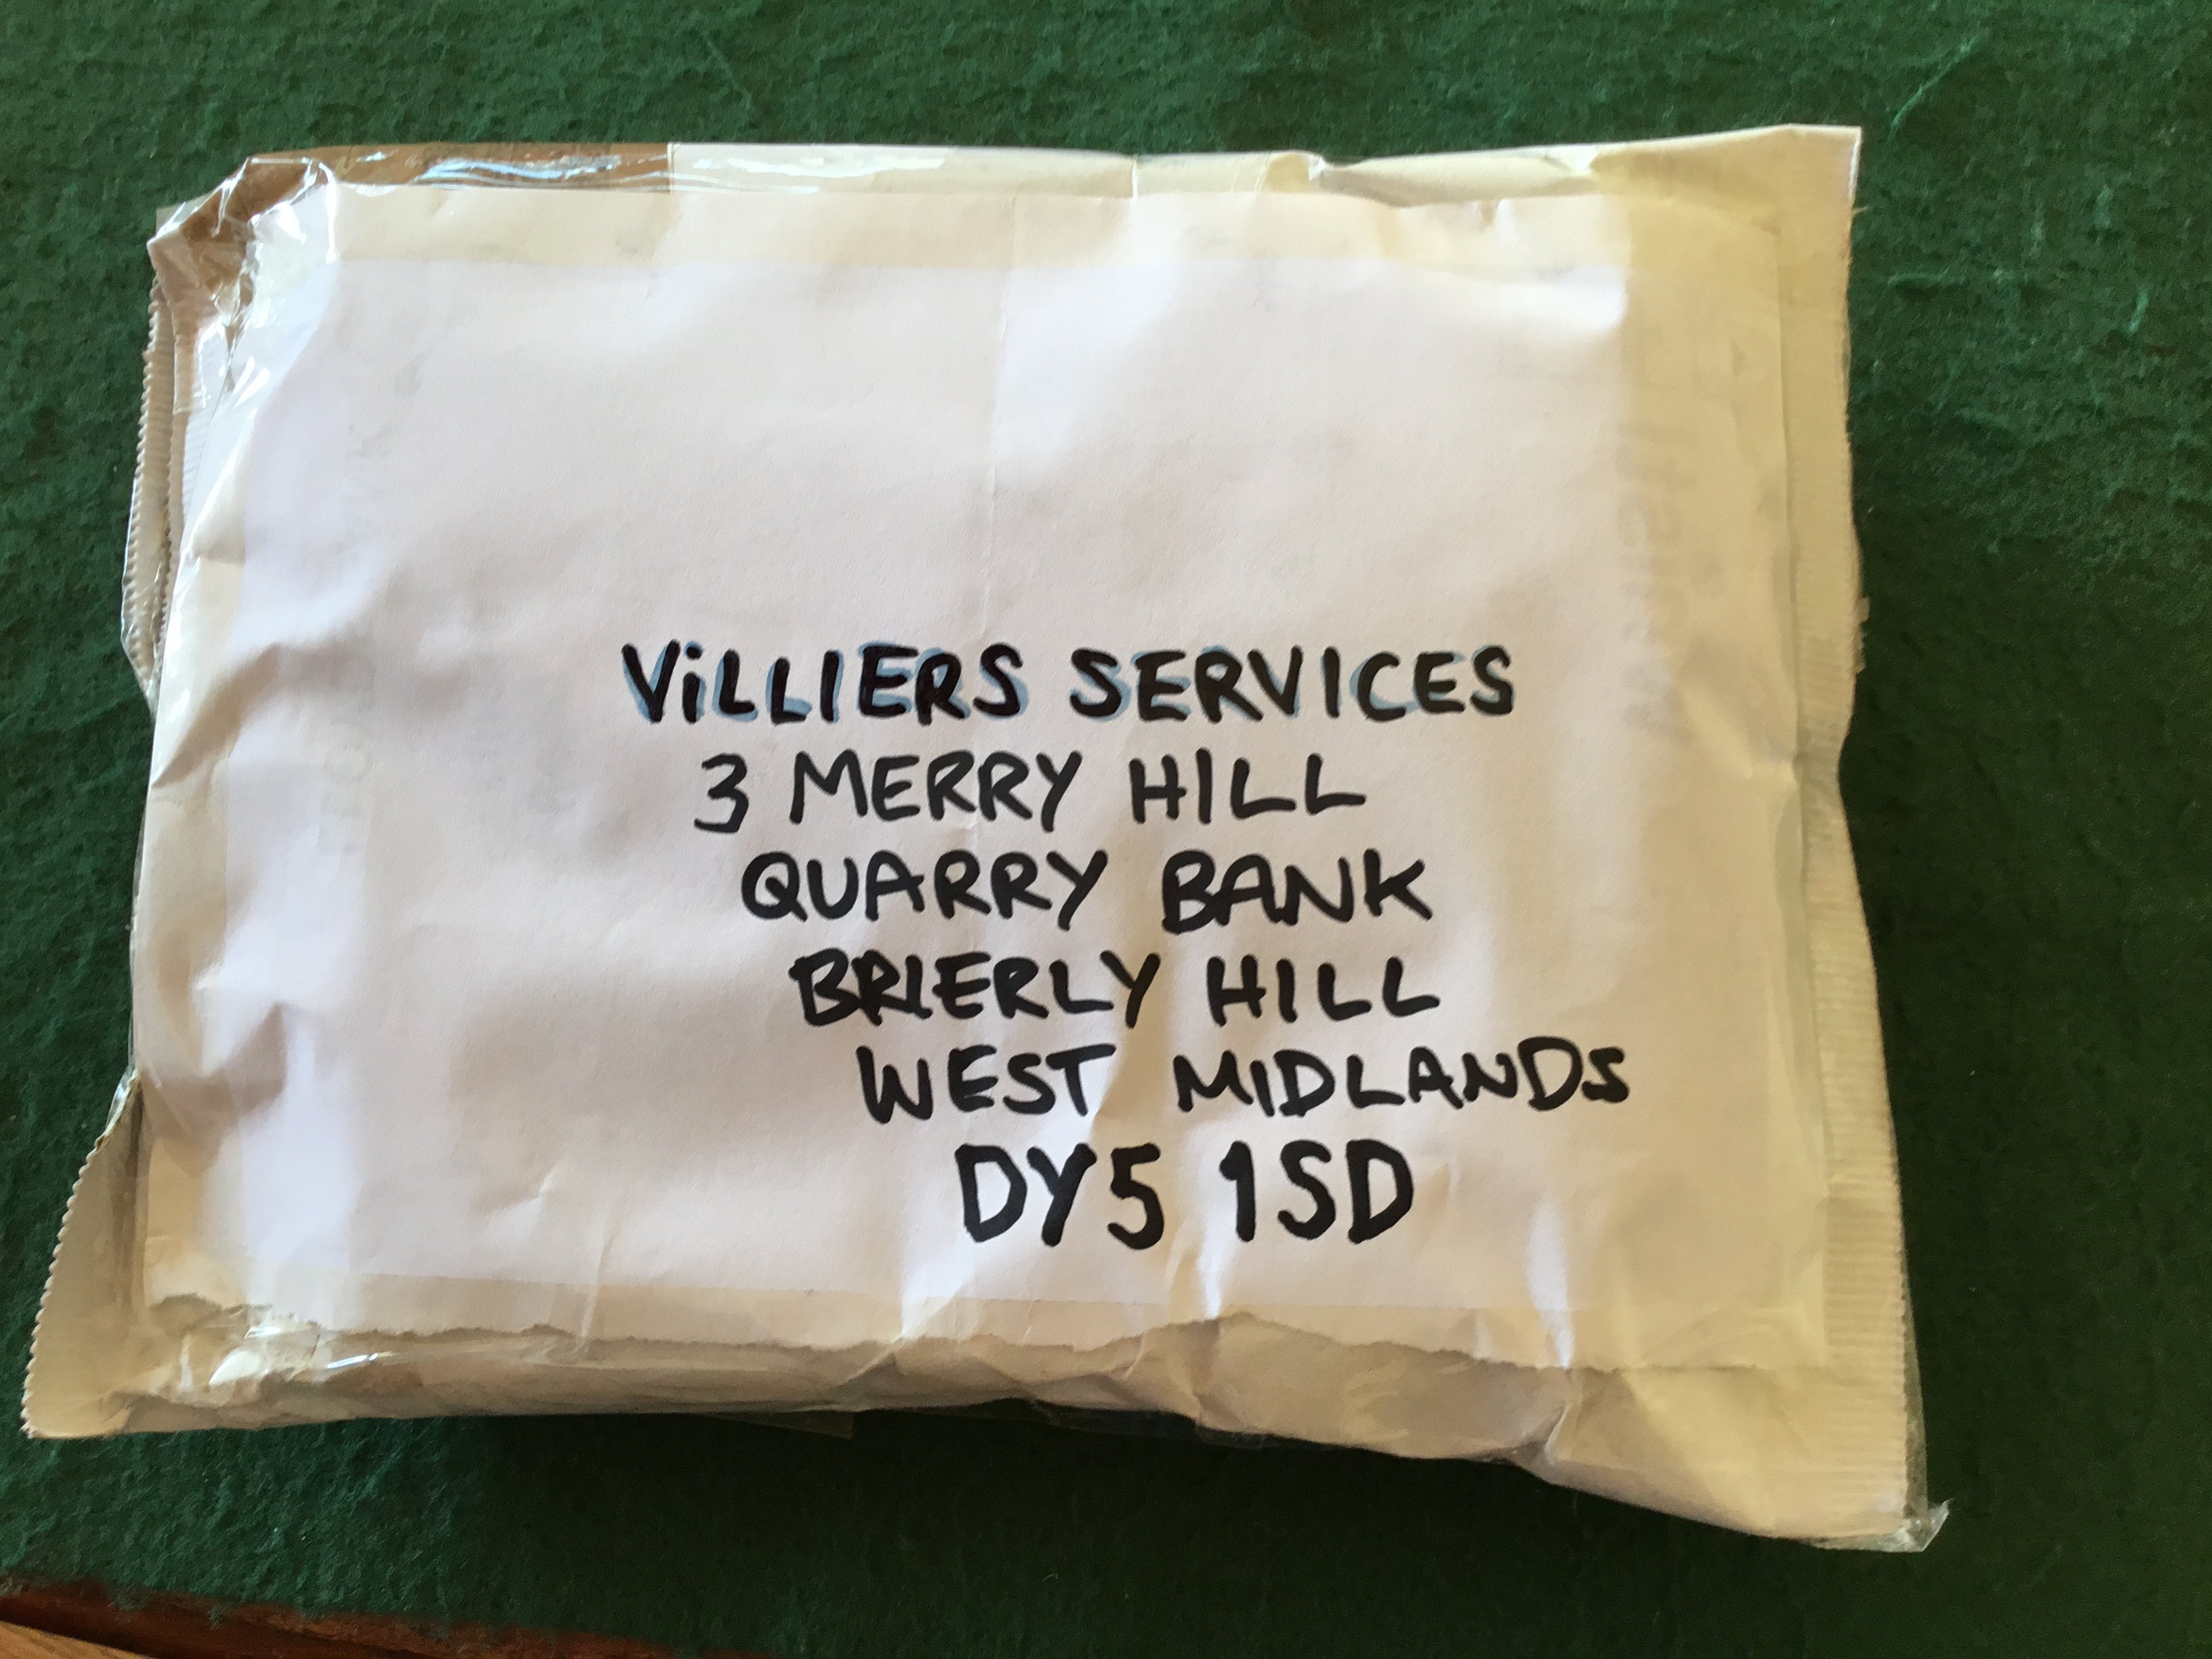 ViLLIERS SERVICES
3 MERRY HILL
QUARRY BANK
BRIERLY HILL
WEST MIDLANDS
DY5 1SD